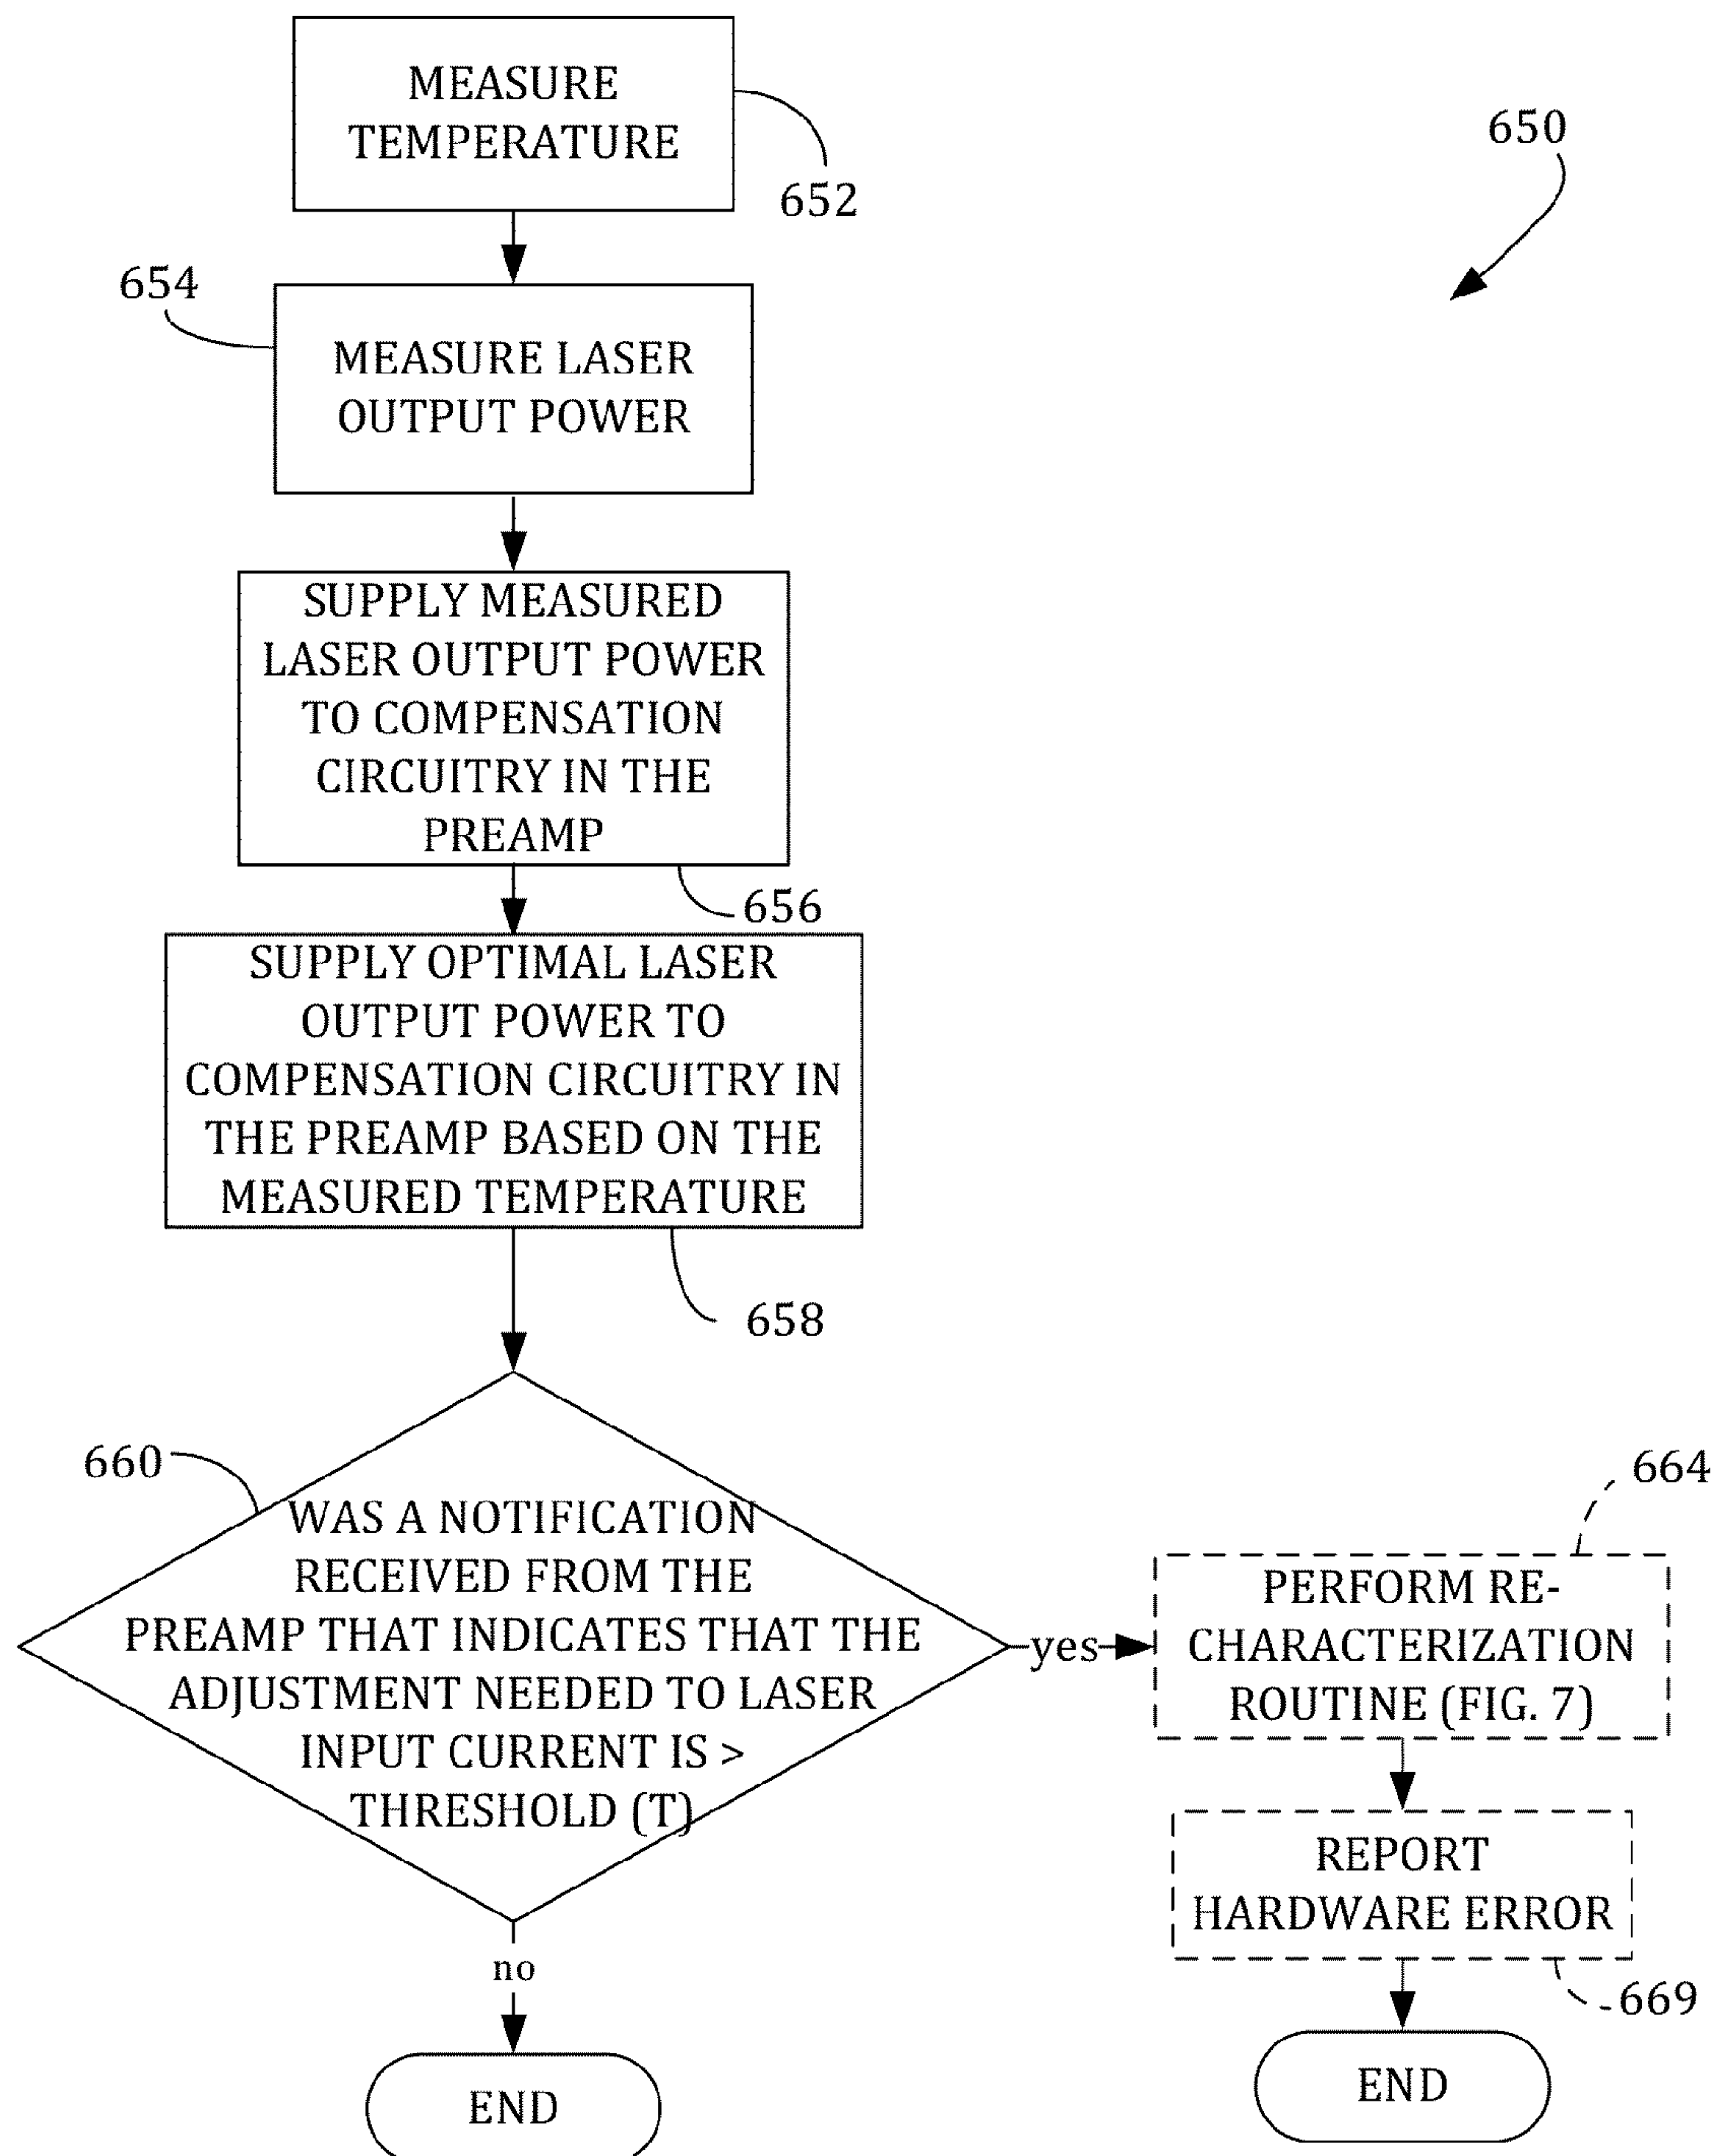 MEASURE
TEMPERATURE
652
650
654
MEASURE LASER
OUTPUT POWER
SUPPLY MEASURED
LASER OUTPUT POWER
TO COMPENSATION
CIRCUITRY IN THE
PREAMP
656
SUPPLY OPTIMAL LASER
OUTPUT POWER TO
COMPENSATION CIRCUITRY IN
THE PREAMP BASED ON THE
MEASURED TEMPERATURE
658
660
WAS A NOTIFICATION
RECEIVED FROM THE
PREAMP THAT INDICATES THAT THE
ADJUSTMENT NEEDED TO LASER
INPUT CURRENT IS >
THRESHOLD (T)
yes
664
PERFORM RE-
CHARACTERIZATION
ROUTINE (FIG. 7)
REPORT
HARDWARE ERROR
669
END
no
END